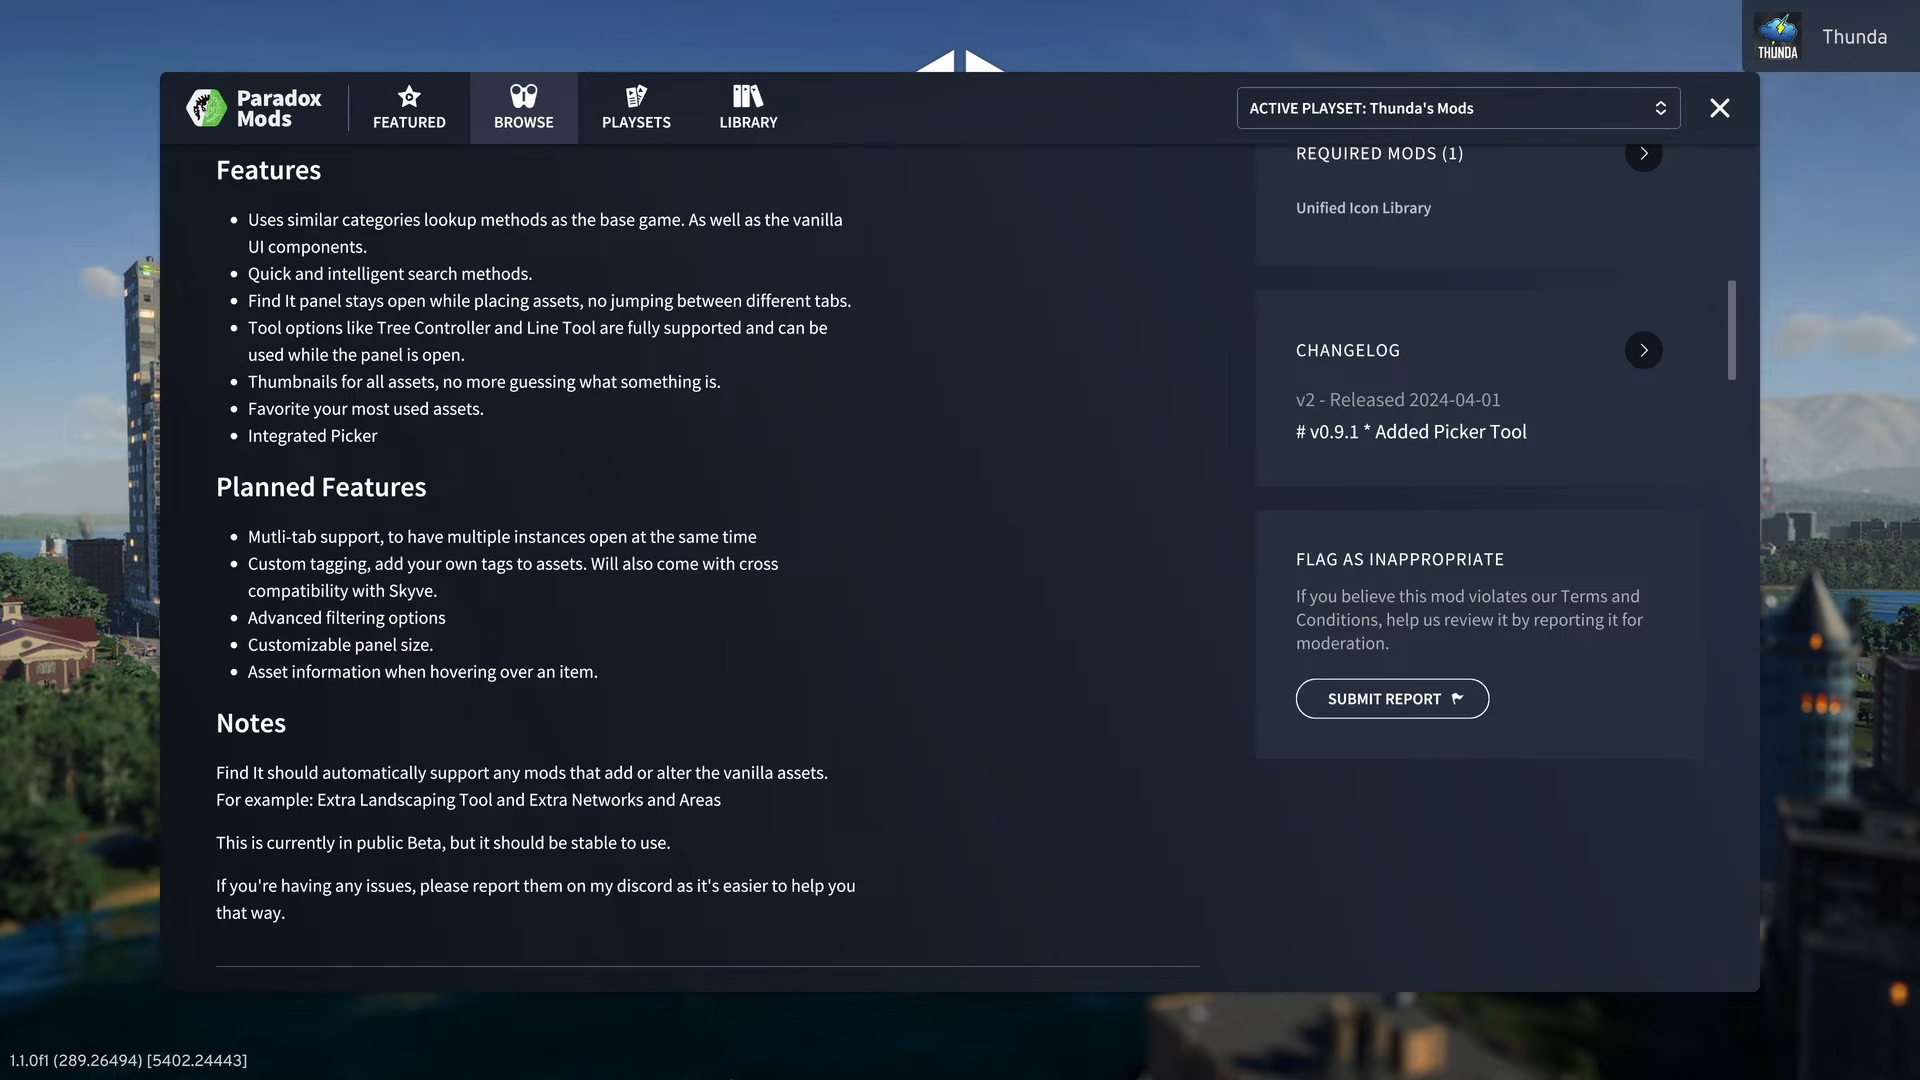 THUNDA
Thunda
Paradox
Mods
FEATURED
BROWSE
PLAYSETS
LIBRARY
ACTIVE PLAYSET: Thunda's Mods
Features
Uses similar categories lookup methods as the base game. As well as the vanilla
UI components.
Quick and intelligent search methods.
Find It panel stays open while placing assets, no jumping between different tabs.
Tool options like Tree Controller and Line Tool are fully supported and can be
used while the panel is open.
Thumbnails for all assets, no more guessing what something is.
Favorite your most used assets.
Integrated Picker
Planned Features
Mutli-tab support, to have multiple instances open at the same time
Custom tagging, add your own tags to assets. Will also come with cross
compatibility with Skyve.
Advanced filtering options
Customizable panel size.
Asset information when hovering over an item.
Notes
Find It should automatically support any mods that add or alter the vanilla assets.
For example: Extra Landscaping Tool and Extra Networks and Areas
This is currently in public Beta, but it should be stable to use.
If you're having any issues, please report them on my discord as it's easier to help you
that way.
REQUIRED MODS (1)
Unified Icon Library
CHANGELOG
v2 - Released 2024-04-01
# v0.9.1 * Added Picker Tool
FLAG AS INAPPROPRIATE
If you believe this mod violates our Terms and
Conditions, help us review it by reporting it for
moderation.
SUBMIT REPORT
1.1.0f1 (289.26494) [5402.24443]